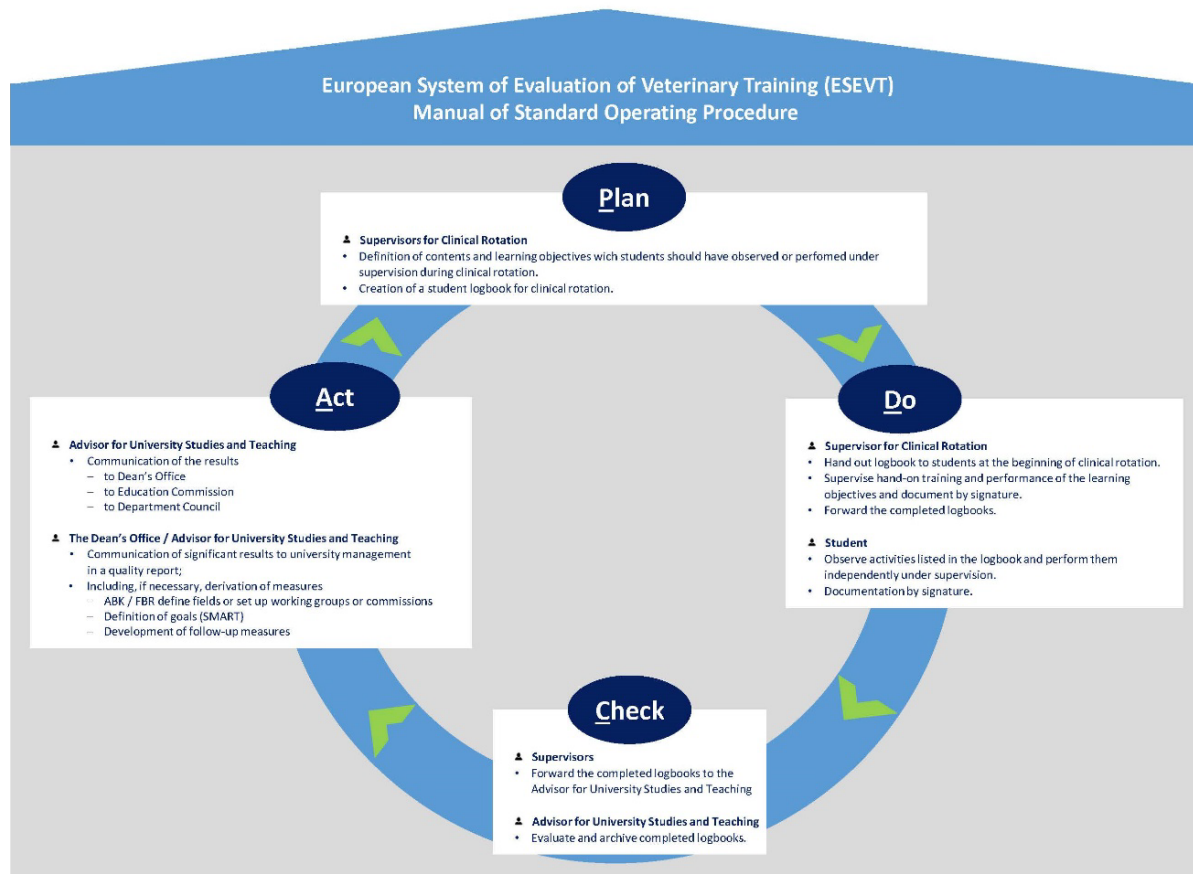 European System of Evaluation of Veterinary Training (ESEVT)
Manual of Standard Operating Procedure
Plan
Supervisors for Clinical Rotation
• Definition of contents and learning objectives wich students should have observed or perfomed under
supervision during clinical rotation.
• Creation of a student logbook for clinical rotation.
Do
Supervisor for Clinical Rotation
• Hand out logbook to students at the beginning of clinical rotation.
• Supervise hand-on training and performance of the learning
objectives and document by signature.
• Forward the completed logbooks.
Student
• Observe activities listed in the logbook and perform them
independently under supervision.
• Documentation by signature.
Check
Supervisors
• Forward the completed logbooks to the
Advisor for University Studies and Teaching
Advisor for University Studies and Teaching
• Evaluate and archive completed logbooks.
Act
Advisor for University Studies and Teaching
• Communication of the results
– to Dean's Office
– to Education Commission
– to Department Council
The Dean's Office / Advisor for University Studies and Teaching
• Communication of significant results to university management
in a quality report;
• Including, if necessary, derivation of measures
– ABK / FBR define fields or set up working groups or commissions
– Definition of goals (SMART)
– Development of follow-up measures